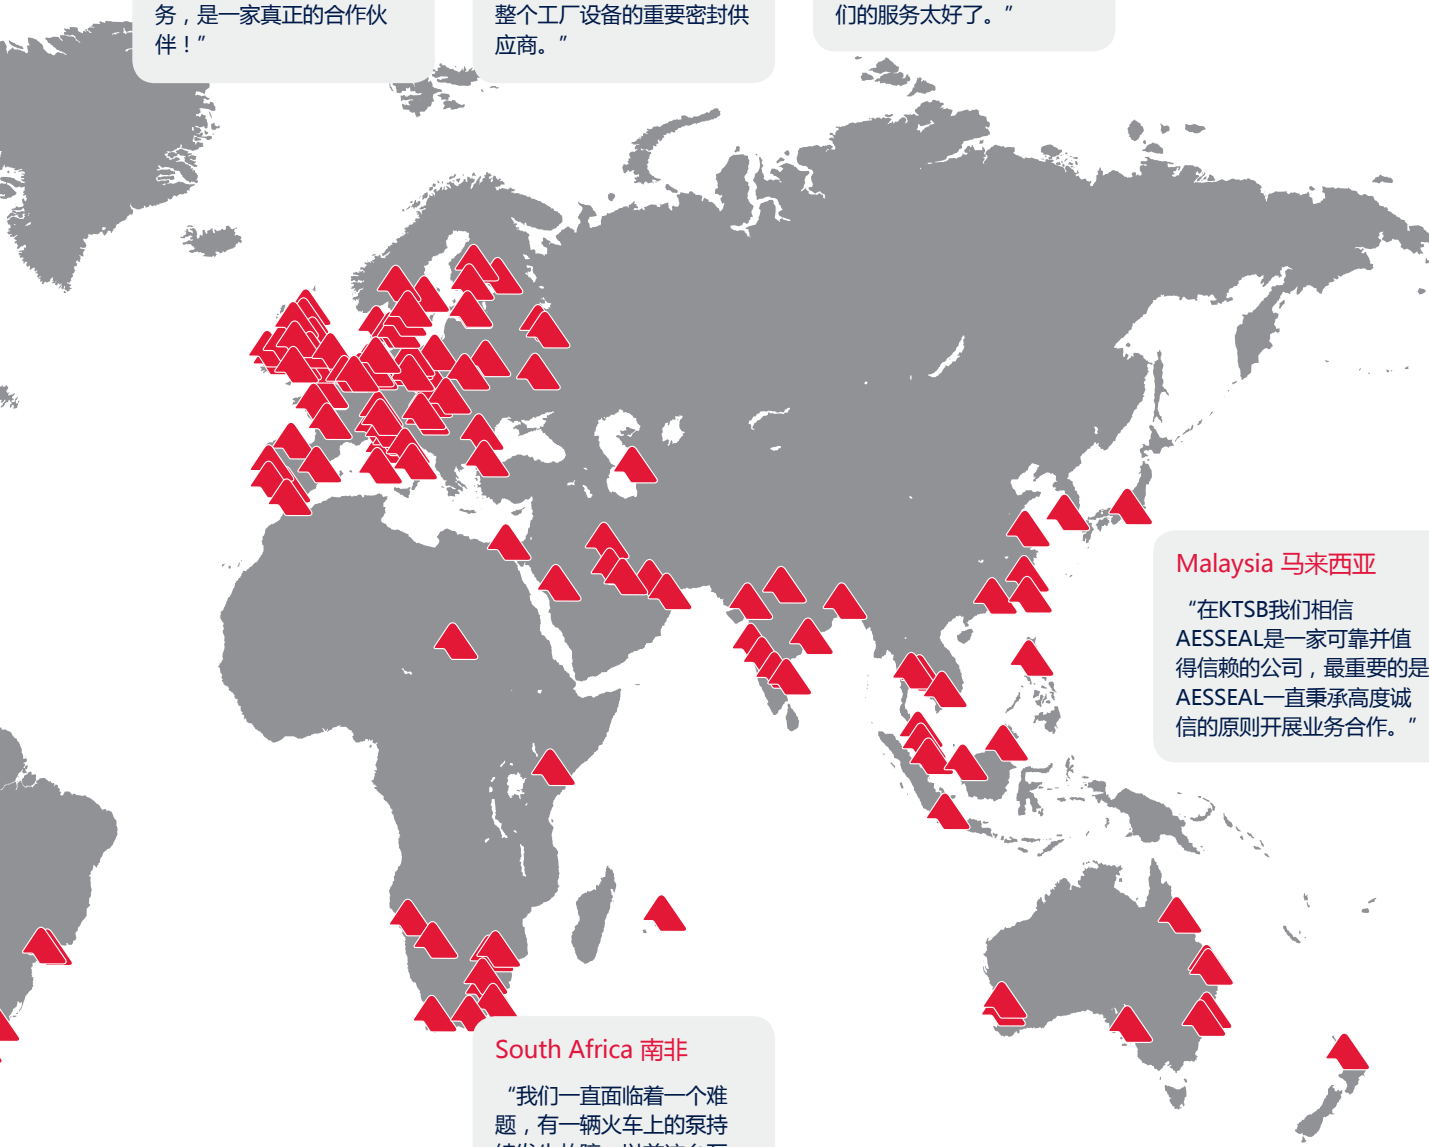 务，是一家真正的合作伙
伴！”
整个工厂设备的重要密封供
应商。”
们的服务太好了。”
Malaysia 马来西亚
“在KTSB我们相信
AESSEAL是一家可靠并值
得信赖的公司，最重要的是
AESSEAL一直秉承高度诚
信的原则开展业务合作。”
South Africa 南非
“我们一直面临着一个难
题，有一辆火车上的泵持